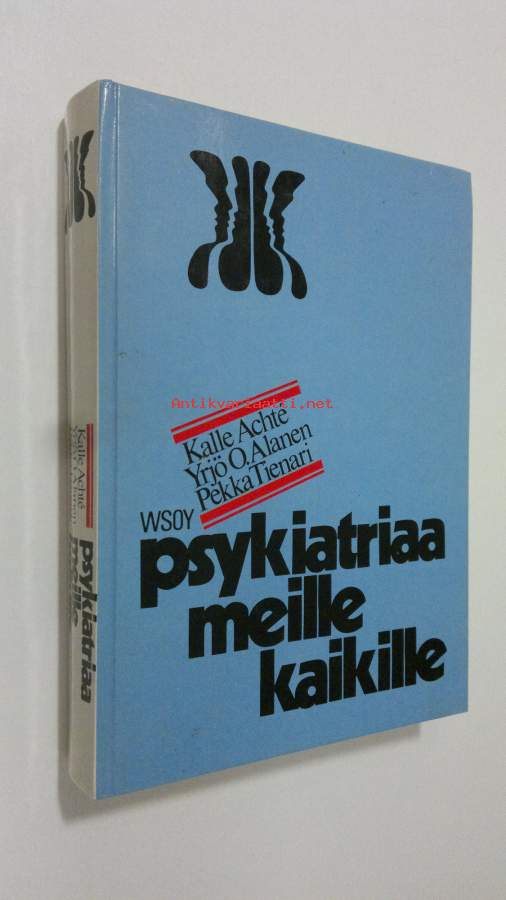 Antikvariaatti.net
Kalle Achté
Yrjö O. Alanen
Pekka Tienari
WSOY
psykiatriaa
meille
kaikille
Kalle Achté
psykiatriaa
meille